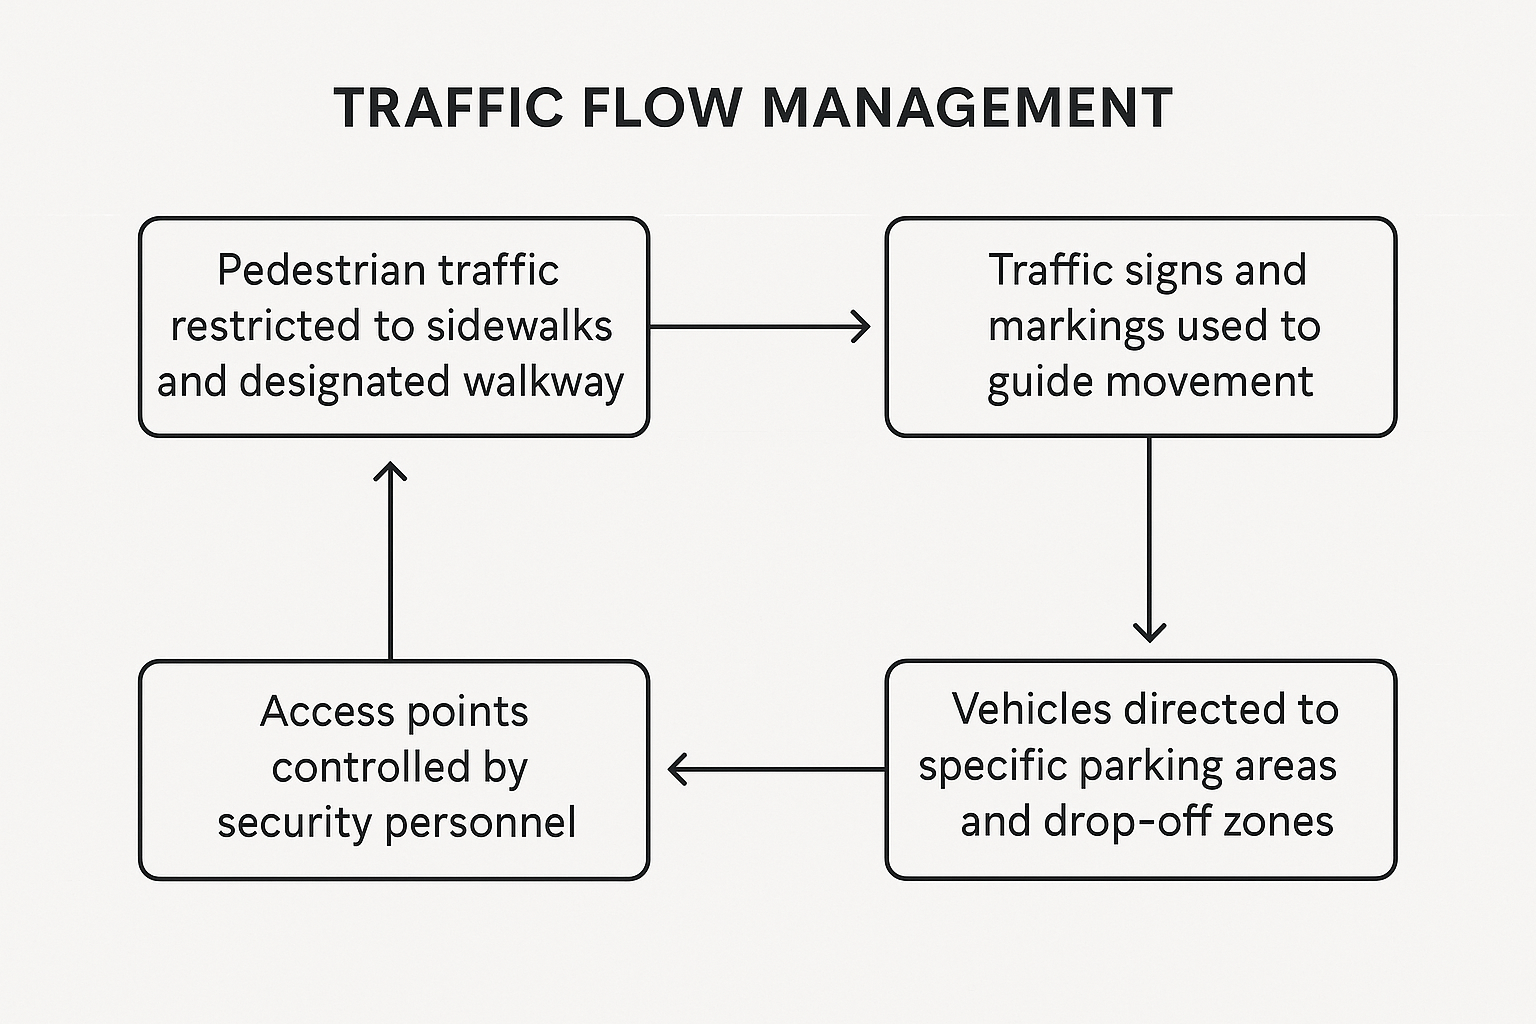 TRAFFIC FLOW MANAGEMENT
Pedestrian traffic
restricted to sidewalks
and designated walkway
Traffic signs and
markings used to
guide movement
Access points
controlled by
security personnel
Vehicles directed to
specific parking areas
and drop-off zones